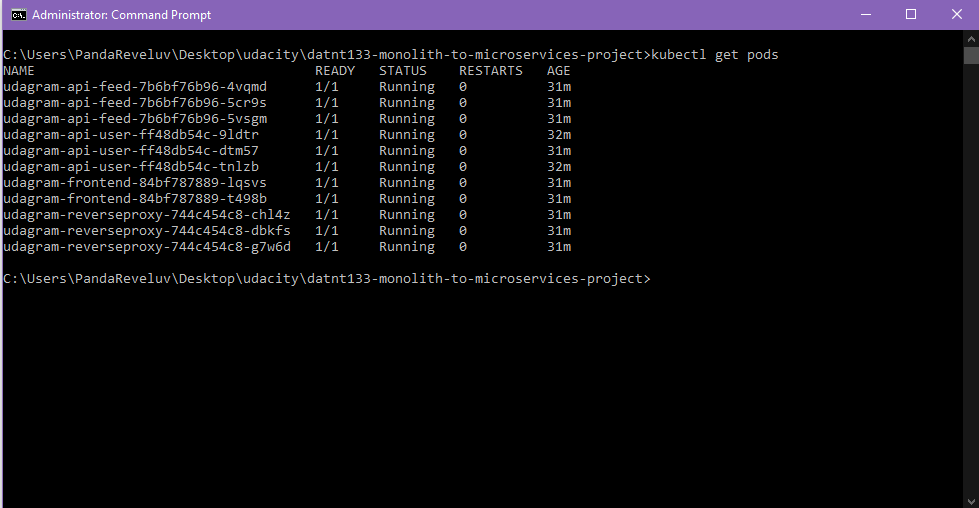 Administrator: Command Prompt
C:\Users\PandaReveluv\Desktop\udacity\datnt133-monolith-to-microservices-project>kubectl get pods
NAME READY STATUS RESTARTS AGE
udagram-api-feed-7b6bf76b96-4vqmd 1/1 Running 0 31m
udagram-api-feed-7b6bf76b96-5cr9s 1/1 Running 0 31m
udagram-api-feed-7b6bf76b96-5vsgm 1/1 Running 0 31m
udagram-api-user-ff48db54c-9ldtr 1/1 Running 0 32m
udagram-api-user-ff48db54c-dtm57 1/1 Running 0 31m
udagram-api-user-ff48db54c-tnlzb 1/1 Running 0 32m
udagram-frontend-84bf787889-lqsvs 1/1 Running 0 31m
udagram-frontend-84bf787889-t498b 1/1 Running 0 31m
udagram-reverseproxy-744c454c8-chl4z 1/1 Running 0 31m
udagram-reverseproxy-744c454c8-dbkfs 1/1 Running 0 31m
udagram-reverseproxy-744c454c8-g7w6d 1/1 Running 0 31m
C:\Users\PandaReveluv\Desktop\udacity\datnt133-monolith-to-microservices-project>